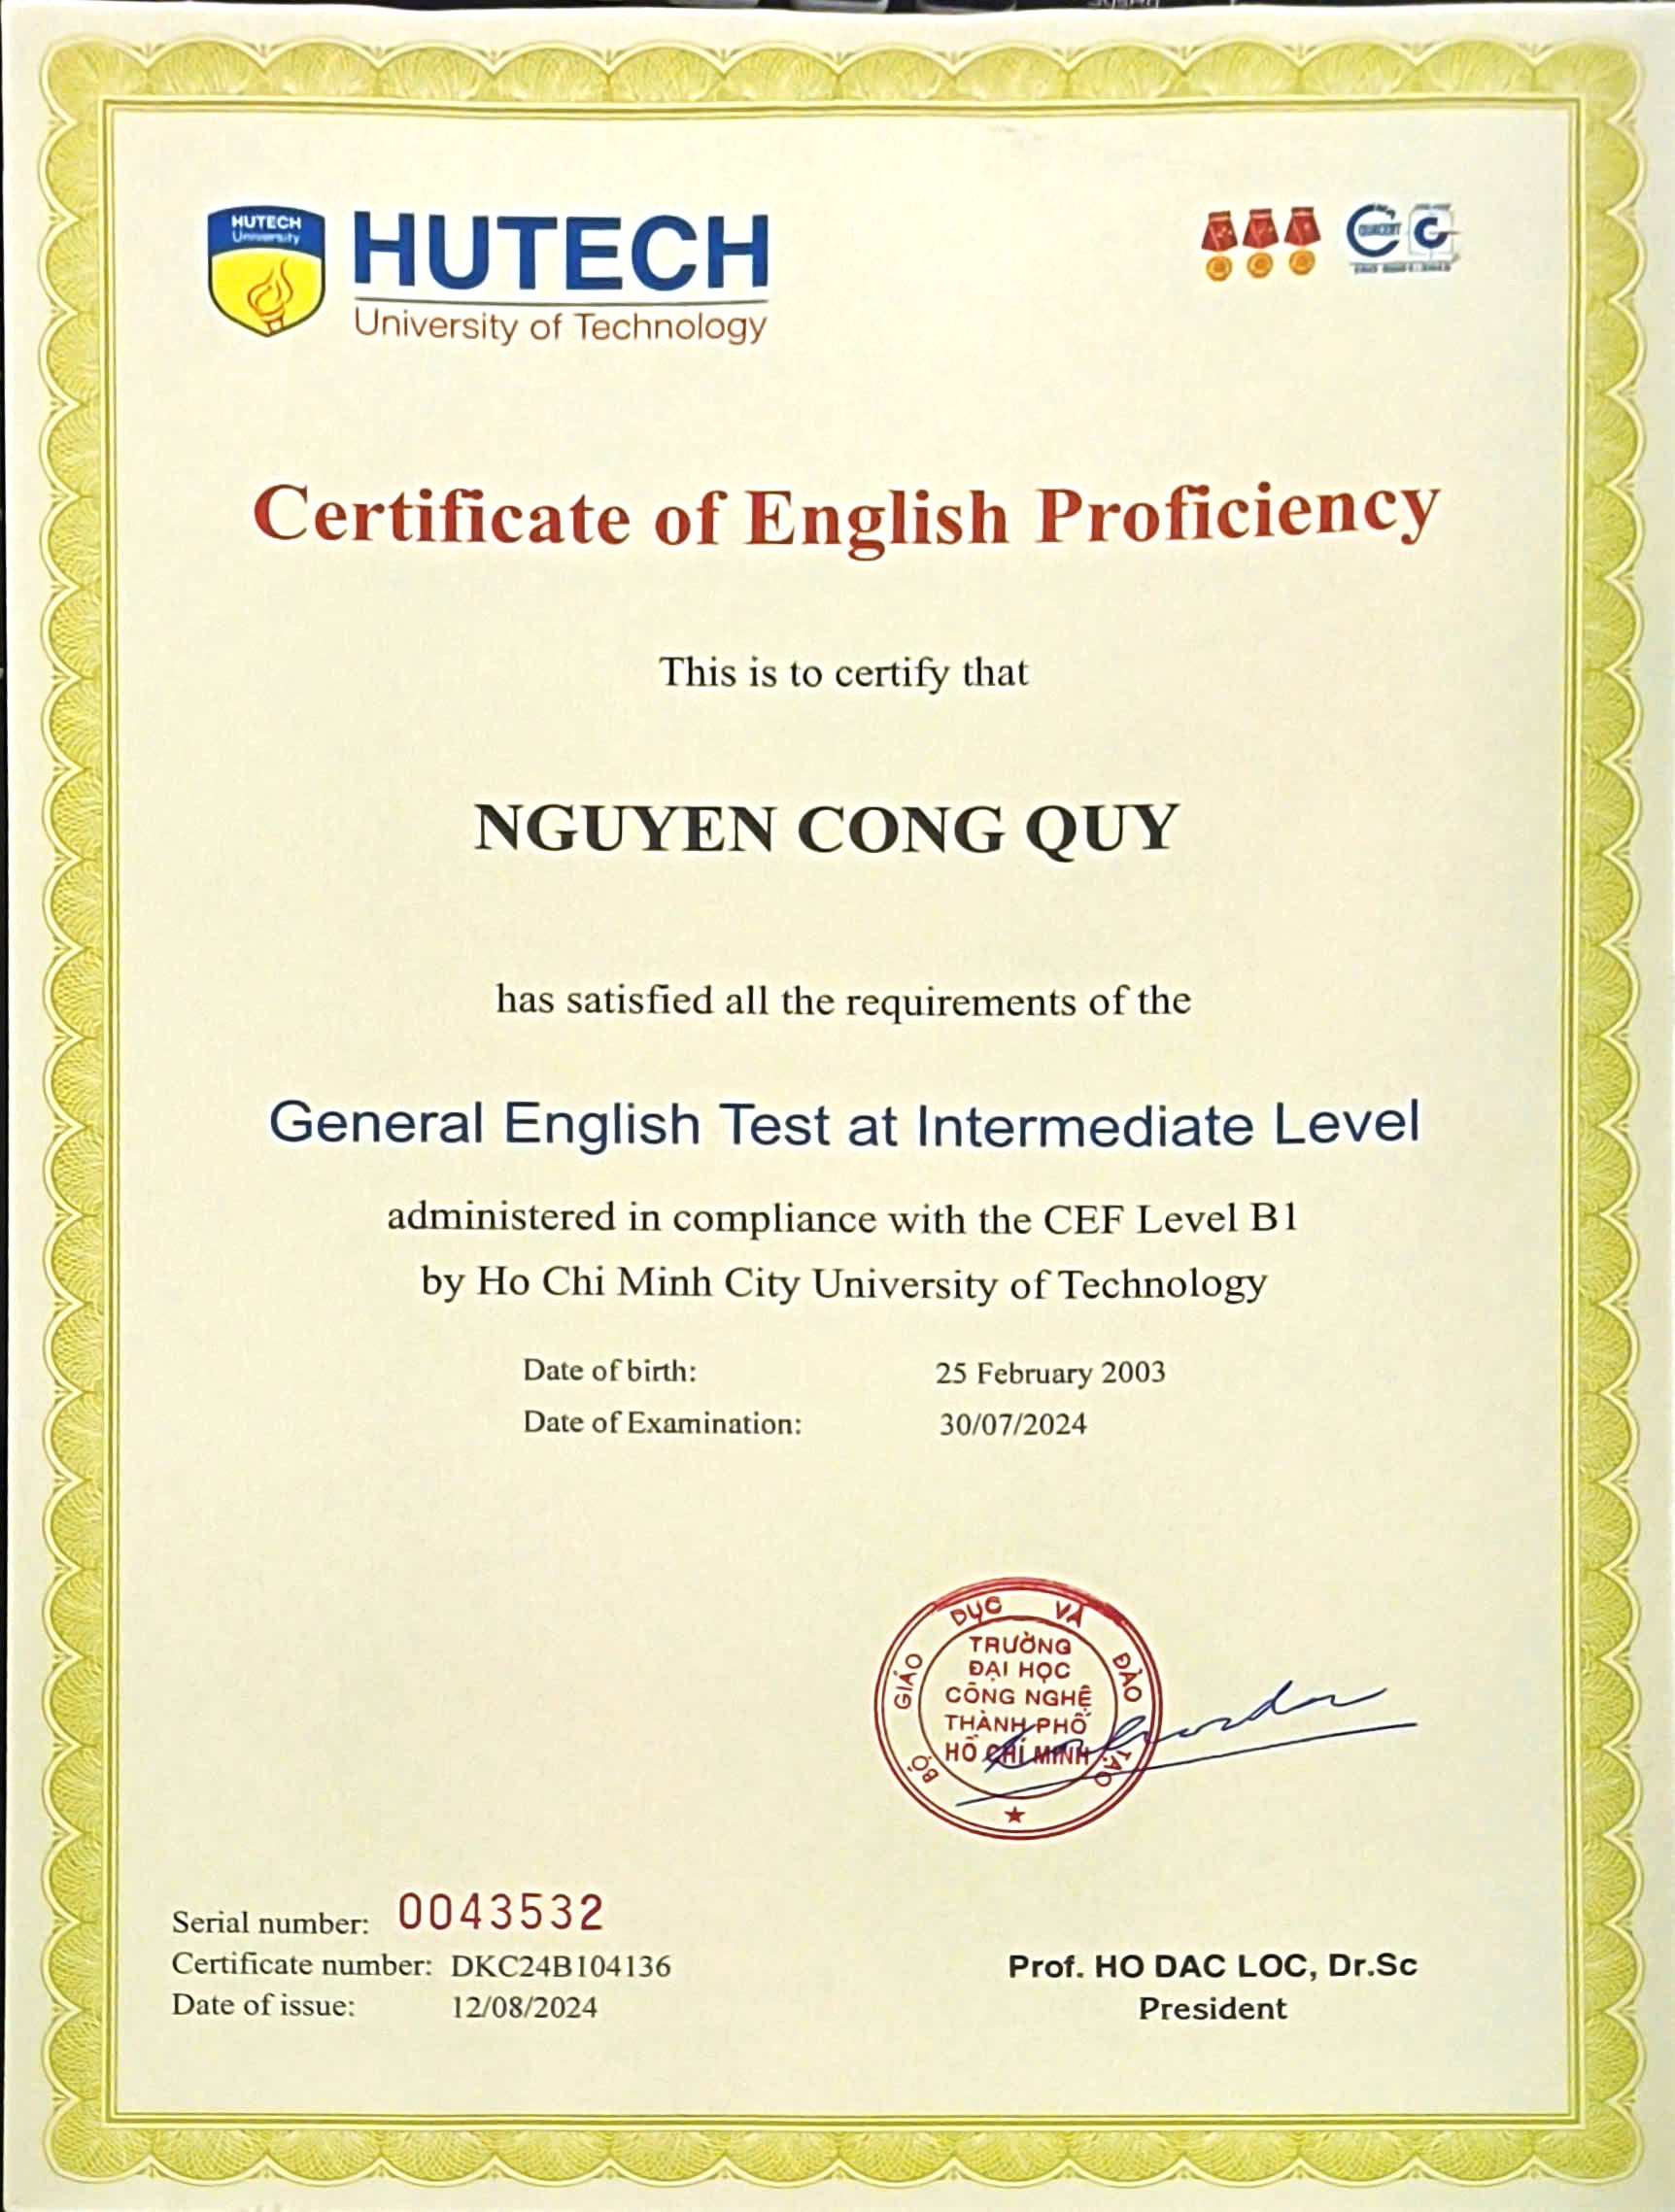 HUTECH
University
HUTECH
University of Technology
Certificate of English Proficiency
This is to certify that
NGUYEN CONG QUY
has satisfied all the requirements of the
General English Test at Intermediate Level
administered in compliance with the CEF Level B1
by Ho Chi Minh City University of Technology
Date of birth: 25 February 2003
Date of Examination: 30/07/2024
BỘ GIÁO DỤC VÀ ĐÀO TẠO
TRƯỜNG
ĐẠI HỌC
CÔNG NGHỆ
THÀNH PHỐ
HỒ CHÍ MINH
Serial number: 0043532
Certificate number: DKC24B104136
Date of issue: 12/08/2024
Prof. HO DAC LOC, Dr.Sc
President